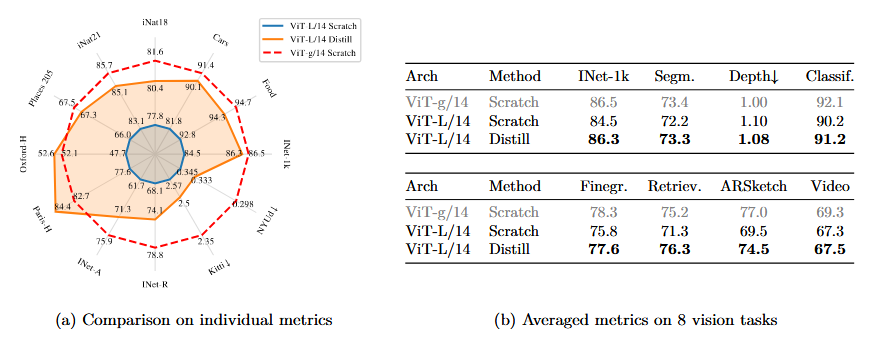 iNat18
ViT-L/14 Scratch
ViT-L/14 Distill
ViT-g/14 Scratch
iNat21
Cars
81.6
85.7
91.4
80.4
85.1
90.1
Places 205
Food
67.5
94.7
67.3
94.3
77.8
83.1
81.8
66.0
92.8
Oxford-H
52.6
52.1
47.7
84.5
86.3
86.5
INet-1k
77.6
0.345
0.333
61.7
2.57
68.1
82.7
2.5
0.298
84.4
71.3
74.1
Paris-H
NYUd↓
75.9
2.35
78.8
INet-A
Kitti↓
INet-R
(a) Comparison on individual metrics
Arch Method INet-1k Segm. Depth↓ Classif.
ViT-g/14 Scratch 86.5 73.4 1.00 92.1
ViT-L/14 Scratch 84.5 72.2 1.10 90.2
ViT-L/14 Distill 86.3 73.3 1.08 91.2
Arch Method Finegr. Retriev. ARSketch Video
ViT-g/14 Scratch 78.3 75.2 77.0 69.3
ViT-L/14 Scratch 75.8 71.3 69.5 67.3
ViT-L/14 Distill 77.6 76.3 74.5 67.5
(b) Averaged metrics on 8 vision tasks